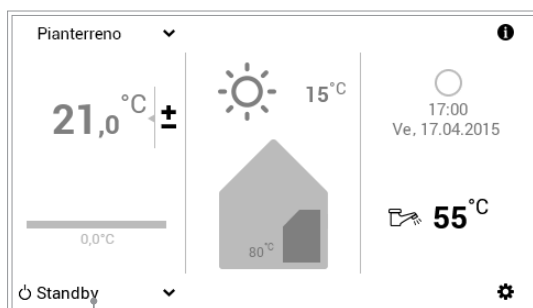 Pianterreno
21,0 °C ±
0,0°C
Standby
15°C
80°C
17:00
Ve, 17.04.2015
55°C